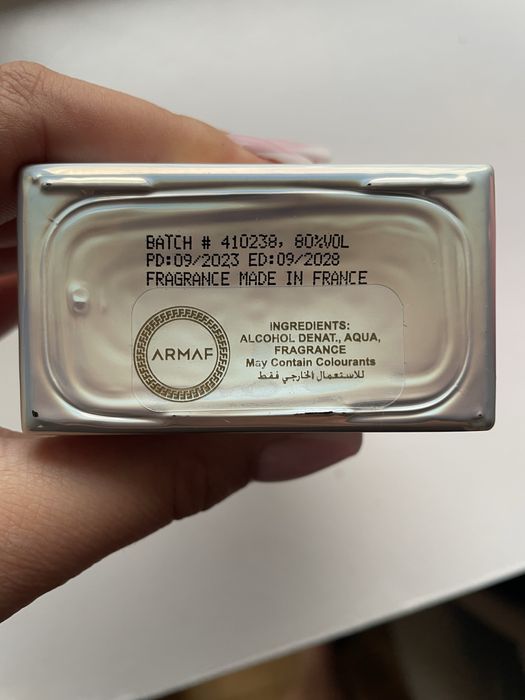 BATCH # 410238, 80%VOL
PD:09/2023 ED:09/2028
FRAGRANCE MADE IN FRANCE
ARMAF
INGREDIENTS:
ALCOHOL DENAT., AQUA,
FRAGRANCE
May Contain Colourants
للاستعمال الخارجي فقط